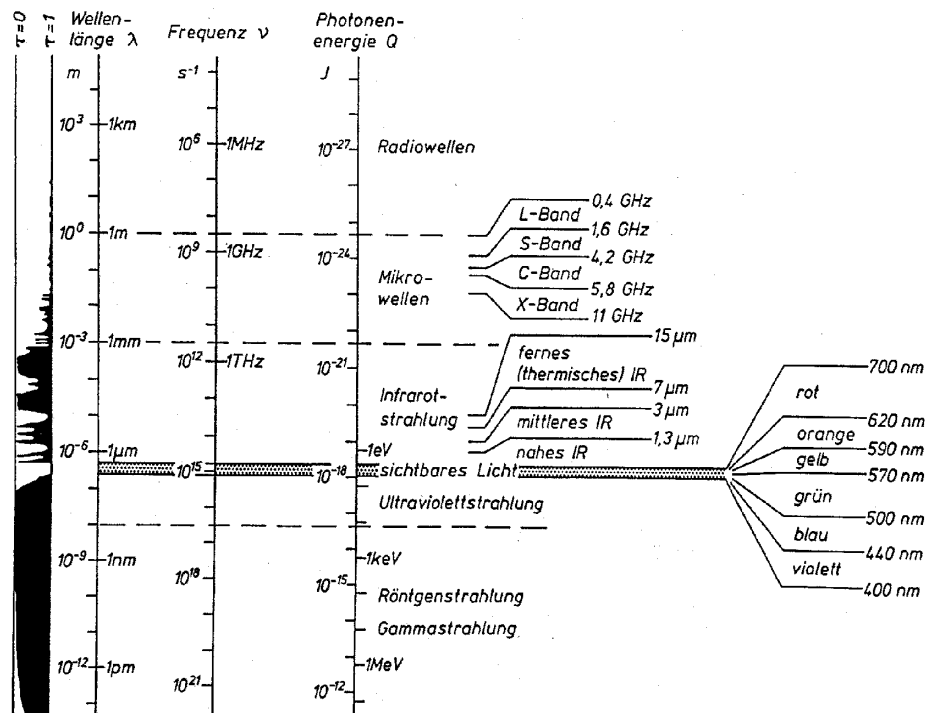 τ=0
τ=1
Wellen-
länge λ
Frequenz ν
Photonen-
energie Q
m
s⁻¹
J
10³ 1km
10⁶ 1MHz
10⁻²⁷
Radiowellen
10⁰ 1m
10⁹ 1GHz
10⁻²⁴
Mikro-
wellen
0,4 GHz
L-Band
1,6 GHz
S-Band
4,2 GHz
C-Band
5,8 GHz
X-Band
11 GHz
10⁻³ 1mm
10¹² 1THz
10⁻²¹
Infrarot-
strahlung
15 µm
fernes
(thermisches) IR
7 µm
3 µm
mittleres IR
1,3 µm
nahes IR
10⁻⁶ 1µm
1eV
10¹⁵
10⁻¹⁸
sichtbares Licht
Ultraviolettstrahlung
700 nm
rot
620 nm
orange
590 nm
gelb
570 nm
grün
500 nm
blau
440 nm
violett
400 nm
10⁻⁹ 1nm
1keV
10¹⁸
10⁻¹⁵
Röntgenstrahlung
Gammastrahlung
10⁻¹² 1pm
1MeV
10²¹
10⁻¹²